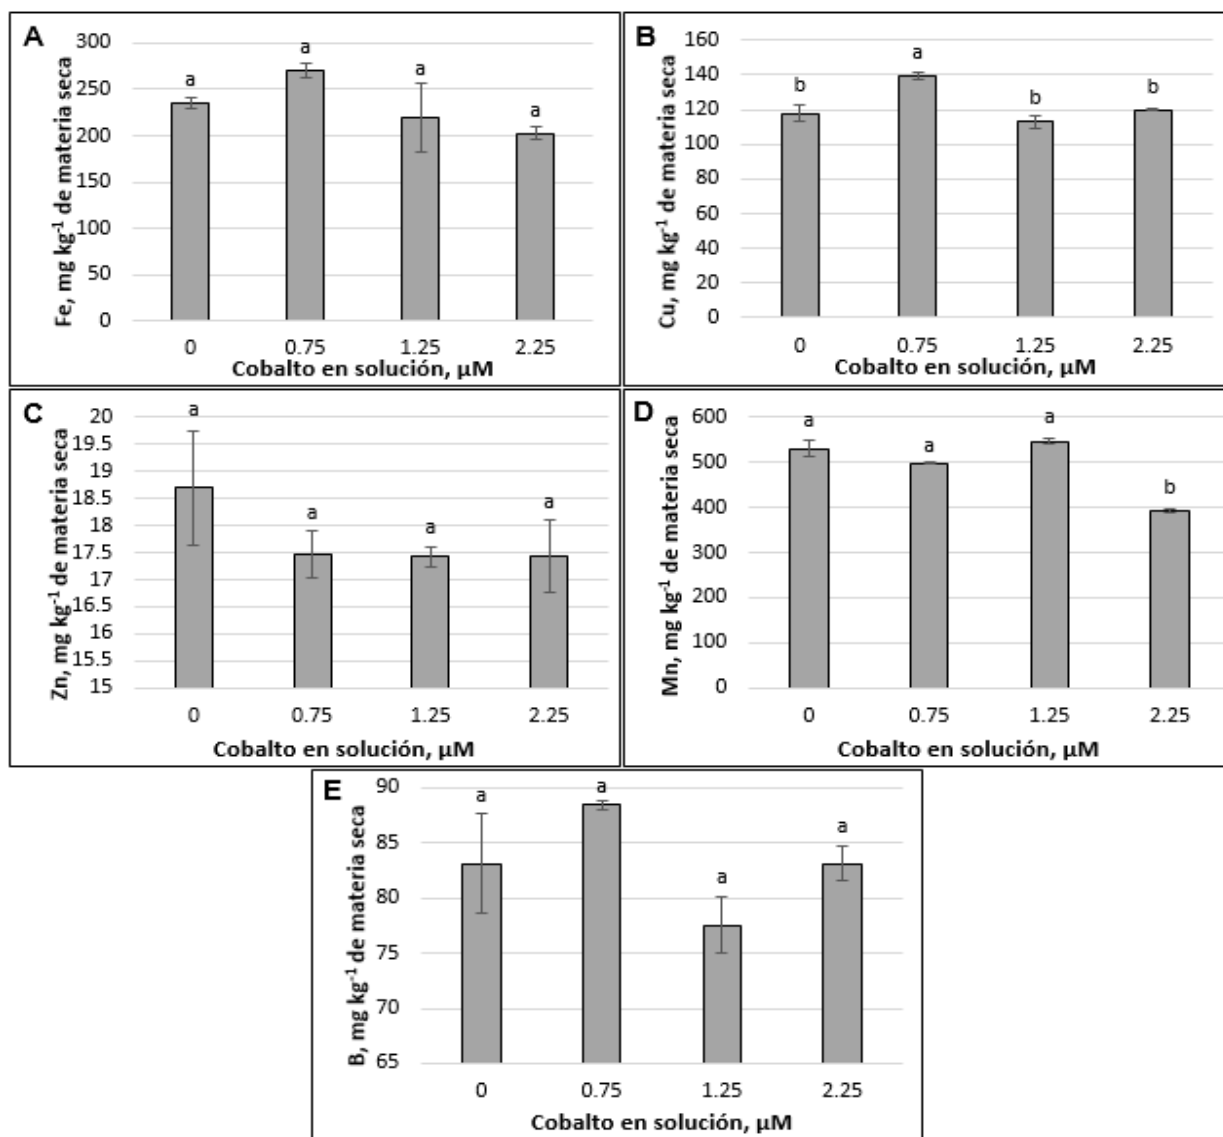 A
Fe, mg kg-1 de materia seca
300
250
200
150
100
50
0
a
a
a
a
0 0.75 1.25 2.25
Cobalto en solución, µM
B
Cu, mg kg-1 de materia seca
160
140
120
100
80
60
40
20
0
b
a
b
b
0 0.75 1.25 2.25
Cobalto en solución, µM
C
Zn, mg kg-1 de materia seca
20
19.5
19
18.5
18
17.5
17
16.5
16
15.5
15
a
a
a
a
0 0.75 1.25 2.25
Cobalto en solución, µM
D
Mn, mg kg-1 de materia seca
600
500
400
300
200
100
0
a
a
a
b
0 0.75 1.25 2.25
Cobalto en solución, µM
E
B, mg kg-1 de materia seca
90
85
80
75
70
65
a
a
a
a
0 0.75 1.25 2.25
Cobalto en solución, µM